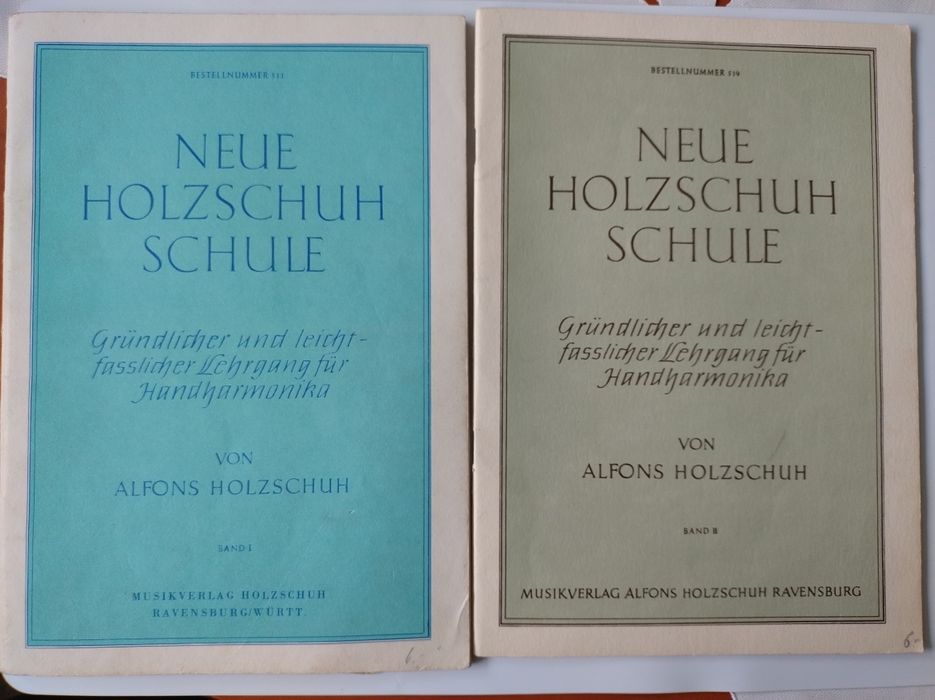 BESTELLNUMMER 511
NEUE
HOLZSCHUH
SCHULE
Gründlicher und leicht-
fasslicher Lehrgang für
Handharmonika
VON
ALFONS HOLZSCHUH
BAND I
MUSIKVERLAG HOLZSCHUH
RAVENSBURG/WÜRTT.
6.-
BESTELLNUMMER 519
NEUE
HOLZSCHUH
SCHULE
Gründlicher und leicht-
fasslicher Lehrgang für
Handharmonika
VON
ALFONS HOLZSCHUH
BAND II
MUSIKVERLAG ALFONS HOLZSCHUH RAVENSBURG
6.-